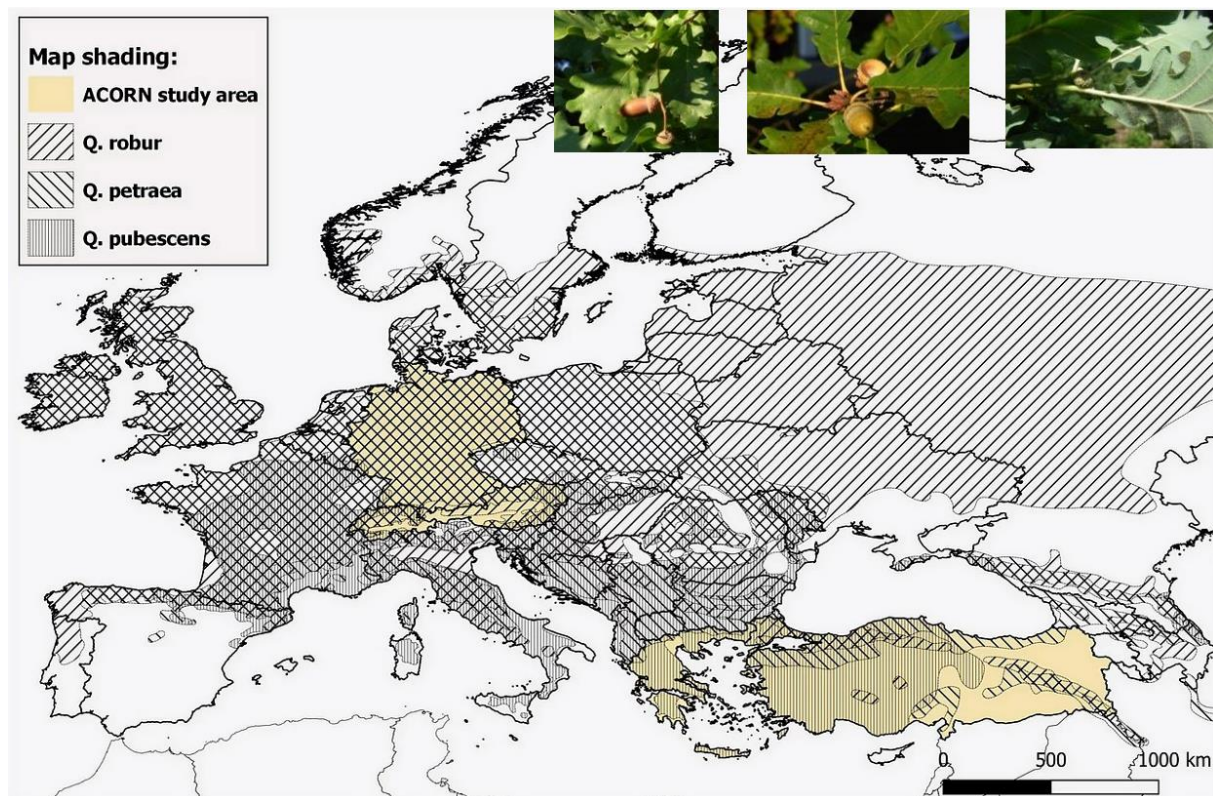 Map shading:
ACORN study area
Q. robur
Q. petraea
Q. pubescens
0 500 1000 km